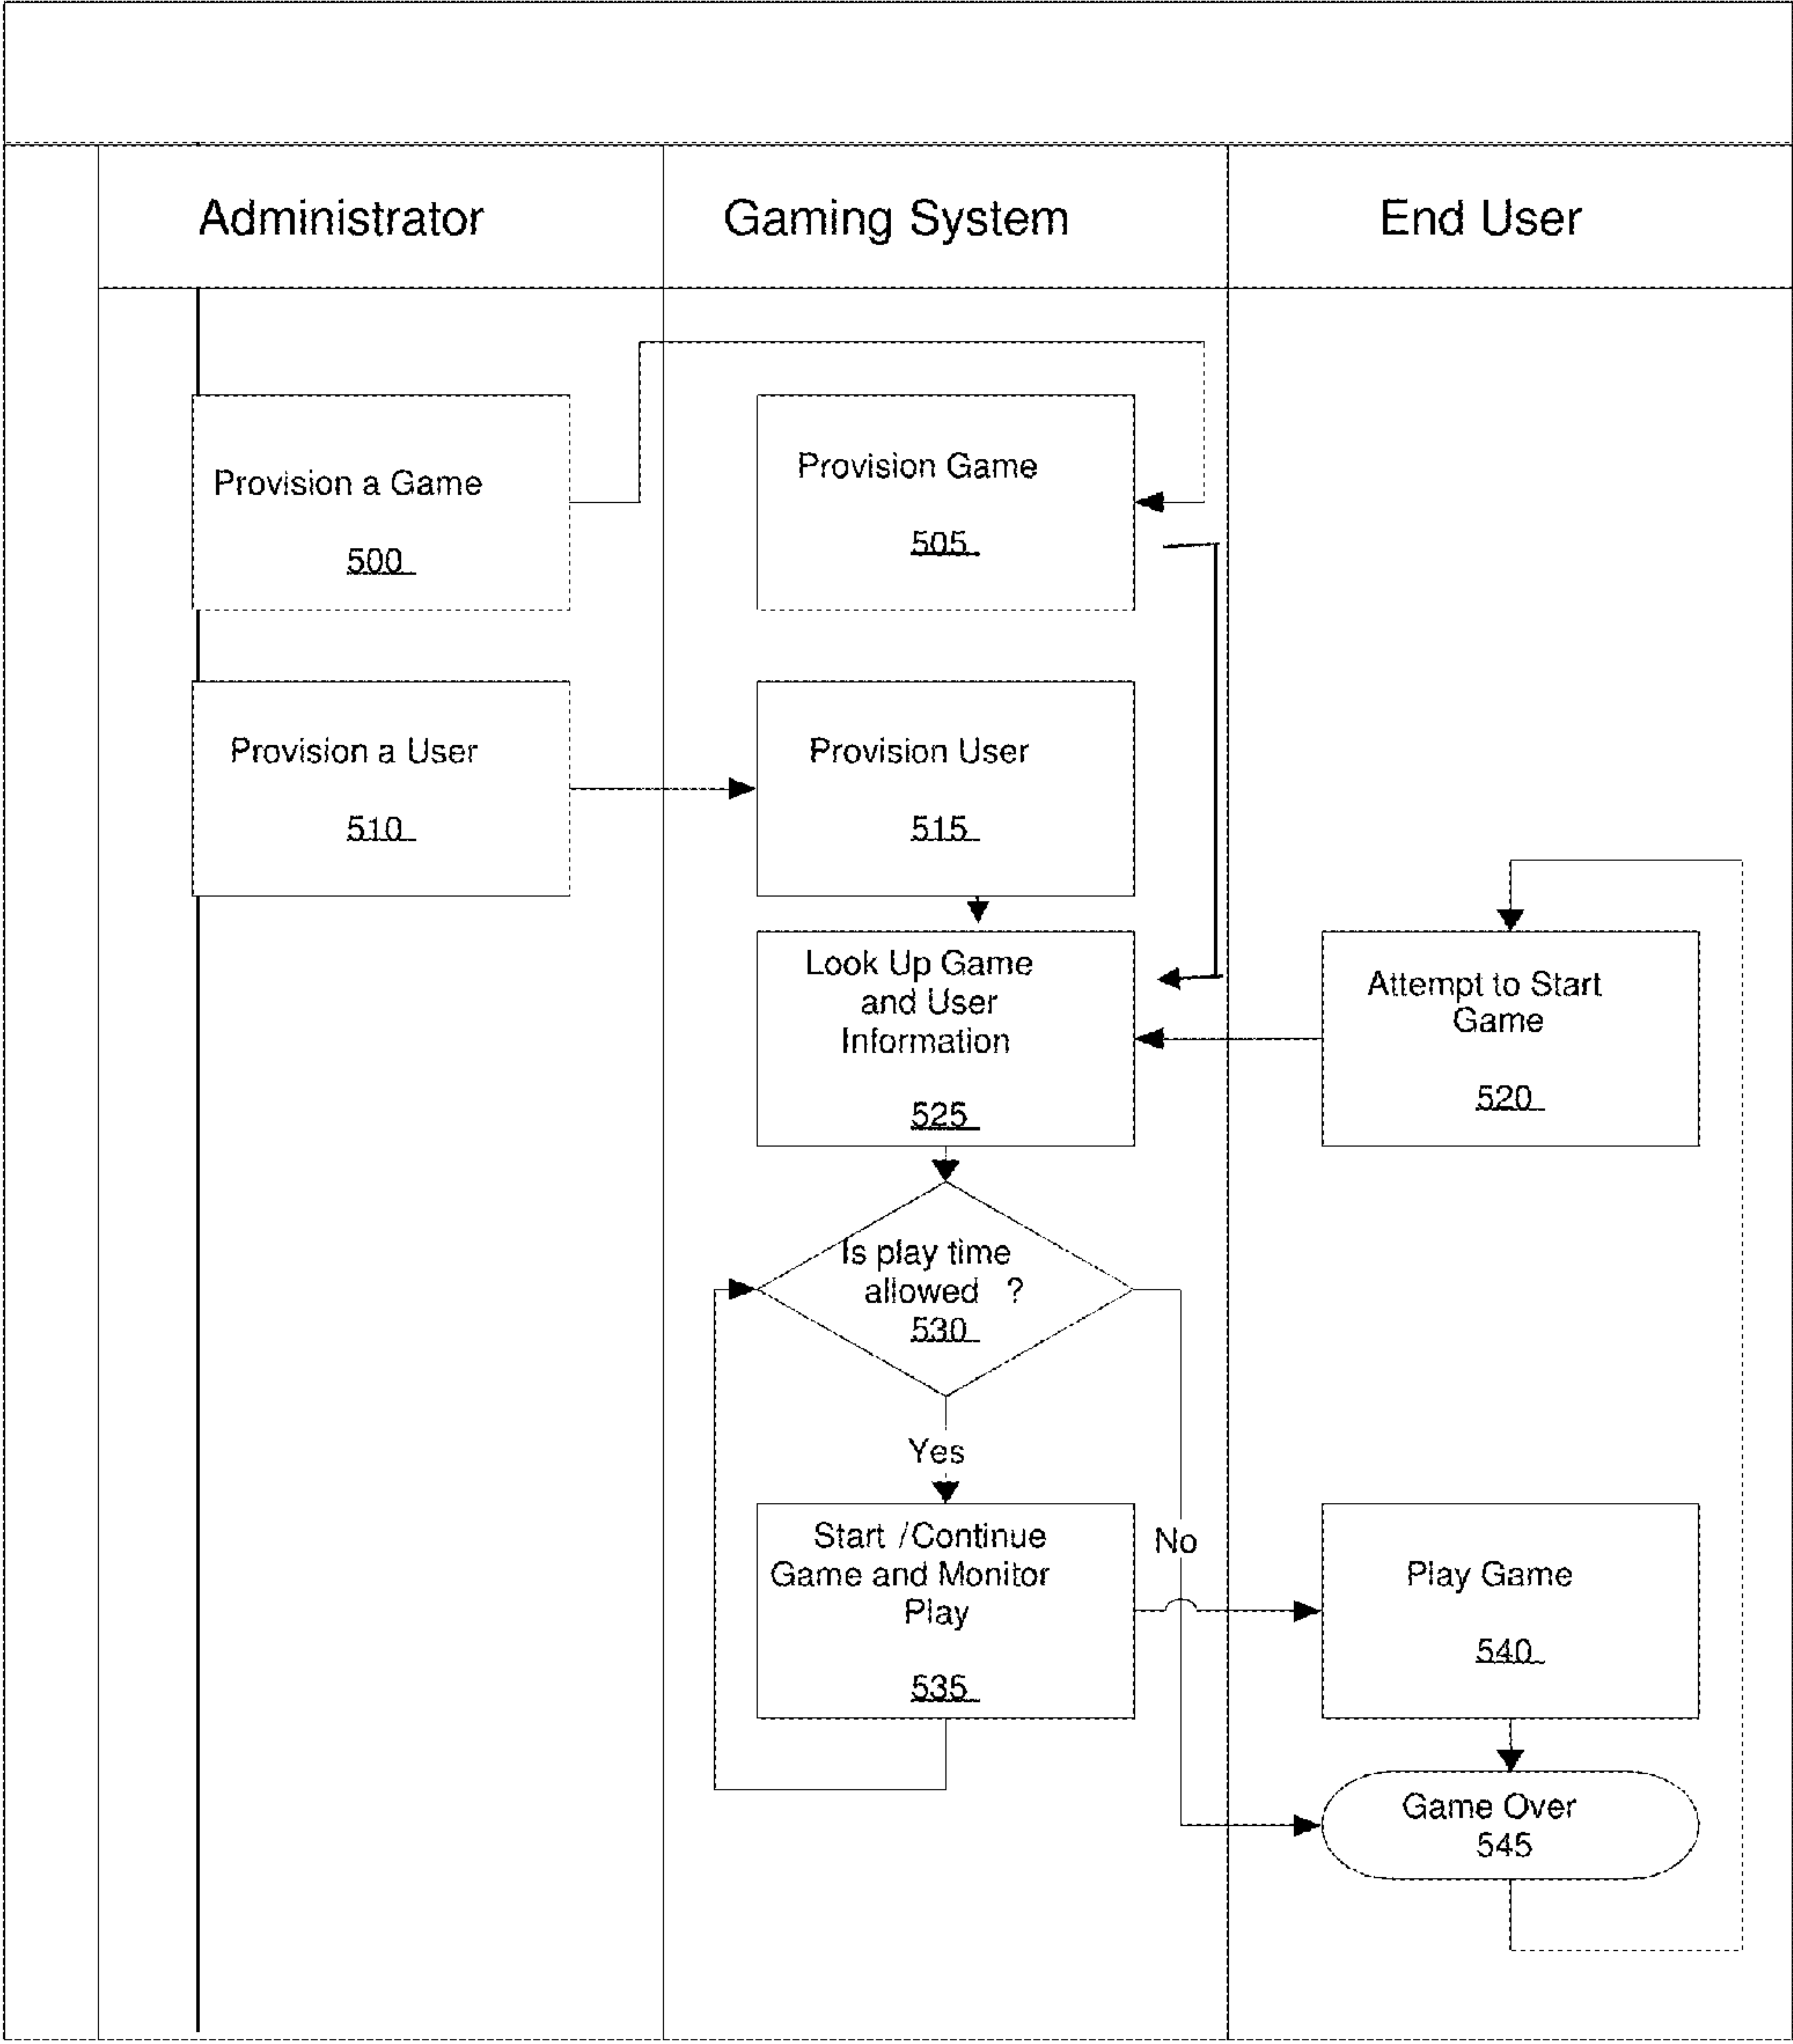 Administrator
Gaming System
End User
Provision a Game
500
Provision Game
505
Provision a User
510
Provision User
515
Look Up Game
and User
Information
525
Attempt to Start
Game
520
Is play time
allowed ?
530
Yes
Start /Continue
Game and Monitor
Play
535
No
Play Game
540
Game Over
545